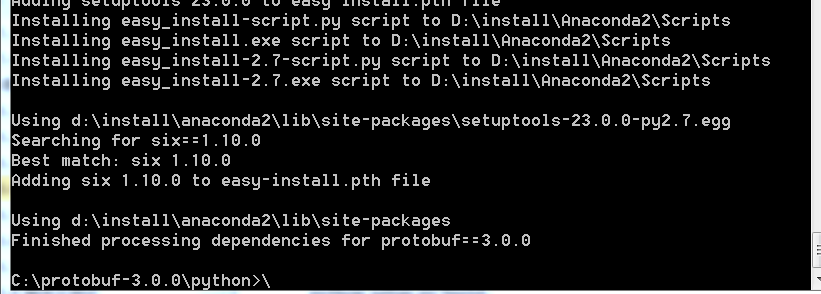 Adding setuptools 23.0.0 to easy-install.pth file
Installing easy_install-script.py script to D:\install\Anaconda2\Scripts
Installing easy_install.exe script to D:\install\Anaconda2\Scripts
Installing easy_install-2.7-script.py script to D:\install\Anaconda2\Scripts
Installing easy_install-2.7.exe script to D:\install\Anaconda2\Scripts
Using d:\install\anaconda2\lib\site-packages\setuptools-23.0.0-py2.7.egg
Searching for six==1.10.0
Best match: six 1.10.0
Adding six 1.10.0 to easy-install.pth file
Using d:\install\anaconda2\lib\site-packages
Finished processing dependencies for protobuf==3.0.0
C:\protobuf-3.0.0\python>\